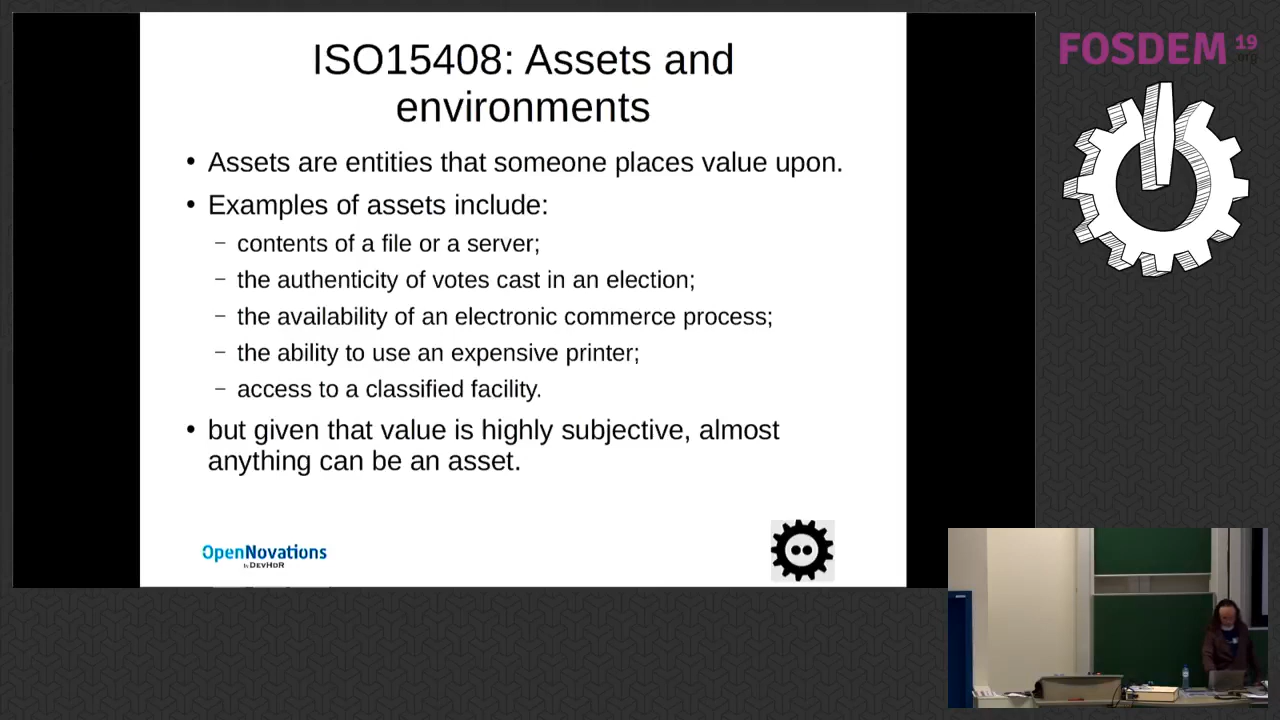 ISO15408: Assets and
environments
• Assets are entities that someone places value upon.
• Examples of assets include:
– contents of a file or a server;
– the authenticity of votes cast in an election;
– the availability of an electronic commerce process;
– the ability to use an expensive printer;
– access to a classified facility.
• but given that value is highly subjective, almost
anything can be an asset.
OpenNovations
by DEVHDR
FOSDEM 19
.org